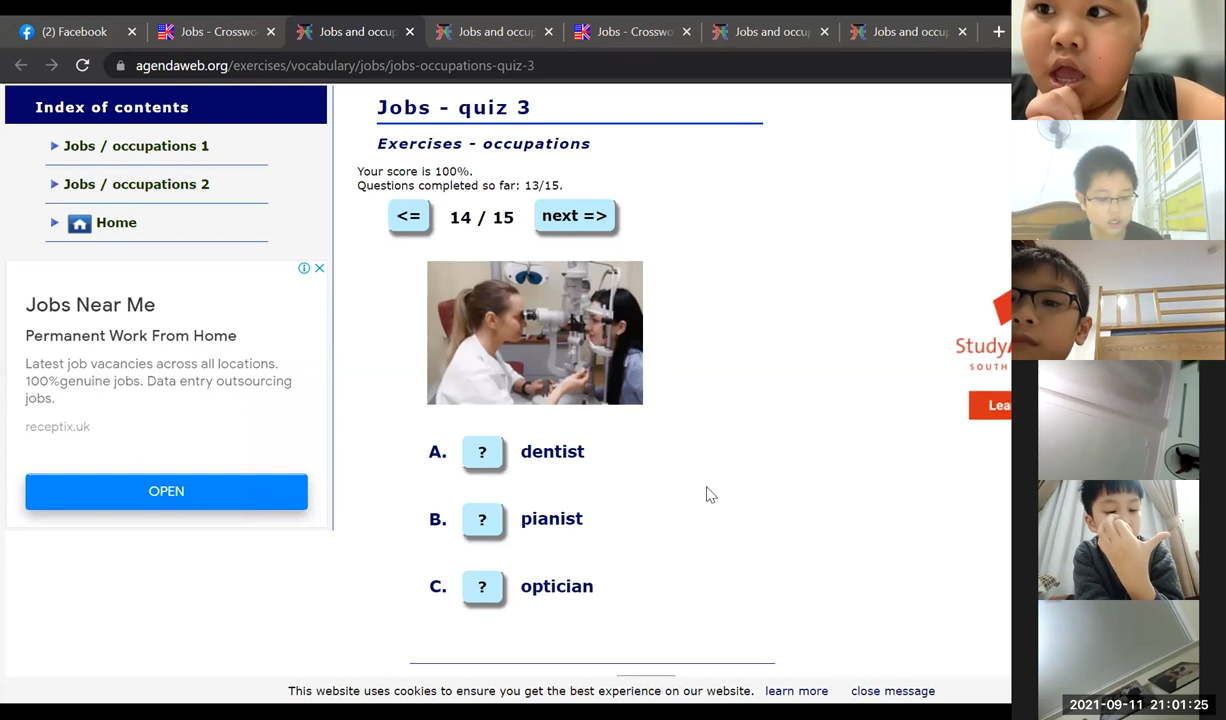 (2) Facebook
Jobs - Crosswo
Jobs and occup
Jobs and occup
Jobs - Crosswo
Jobs and occup
Jobs and occup
agendaweb.org/exercises/vocabulary/jobs/jobs-occupations-quiz-3
Index of contents
Jobs / occupations 1
Jobs / occupations 2
Home
Jobs Near Me
Permanent Work From Home
Latest job vacancies across all locations.
100%genuine jobs. Data entry outsourcing
jobs.
receptix.uk
OPEN
Jobs - quiz 3
Exercises - occupations
Your score is 100%.
Questions completed so far: 13/15.
<= 14 / 15 next =>
A. ? dentist
B. ? pianist
C. ? optician
StudyA
SOUTH
Lea
This website uses cookies to ensure you get the best experience on our website. learn more close message
2021-09-11 21:01:25